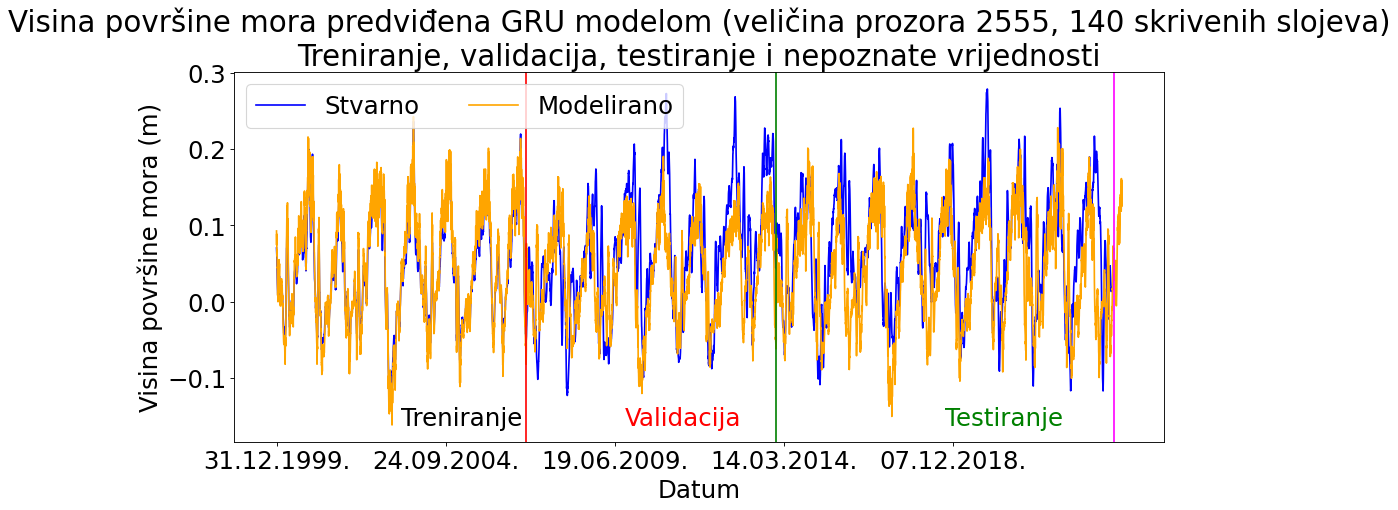 Visina površine mora predviđena GRU modelom (veličina prozora 2555, 140 skrivenih slojeva)
Treniranje, validacija, testiranje i nepoznate vrijednosti
Stvarno Modelirano
Visina površine mora (m)
0.3
0.2
0.1
0.0
−0.1
Treniranje Validacija Testiranje
31.12.1999. 24.09.2004. 19.06.2009. 14.03.2014. 07.12.2018.
Datum